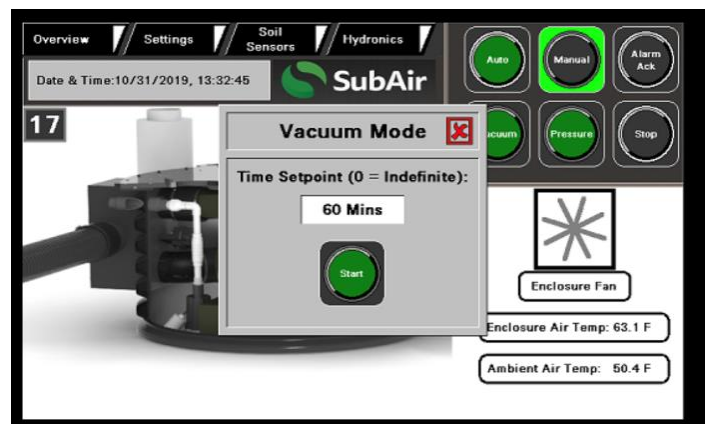 Overview
Settings
Soil
Sensors
Hydronics
Date & Time:10/31/2019, 13:32:45
SubAir
Auto
Manual
Alarm
Ack
17
Vacuum Mode
cuum
Pressure
Stop
Time Setpoint (0 = Indefinite):
60 Mins
Start
Enclosure Fan
Enclosure Air Temp: 63.1 F
Ambient Air Temp: 50.4 F